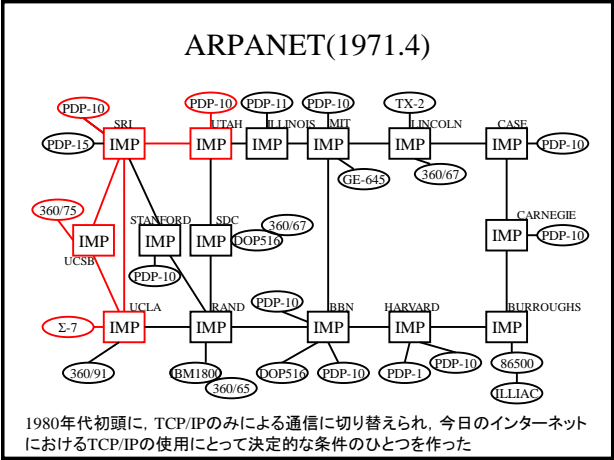 ARPANET(1971.4)
PDP-10
PDP-10
PDP-11
PDP-10
TX-2
SRI
UTAH
ILLINOIS
MIT
LINCOLN
CASE
PDP-15
IMP
IMP
IMP
IMP
IMP
IMP
PDP-10
GE-645
360/67
360/75
STANFORD
SDC
360/67
CARNEGIE
IMP
IMP
IMP
DOP516
IMP
PDP-10
UCSB
PDP-10
UCLA
RAND
PDP-10
BBN
HARVARD
BURROUGHS
Σ-7
IMP
IMP
IMP
IMP
IMP
360/91
IBM1800
360/65
DOP516
PDP-10
PDP-1
PDP-10
86500
ILLIAC
1980年代初頭に，TCP/IPのみによる通信に切り替えられ，今日のインターネット
におけるTCP/IPの使用にとって決定的な条件のひとつを作った